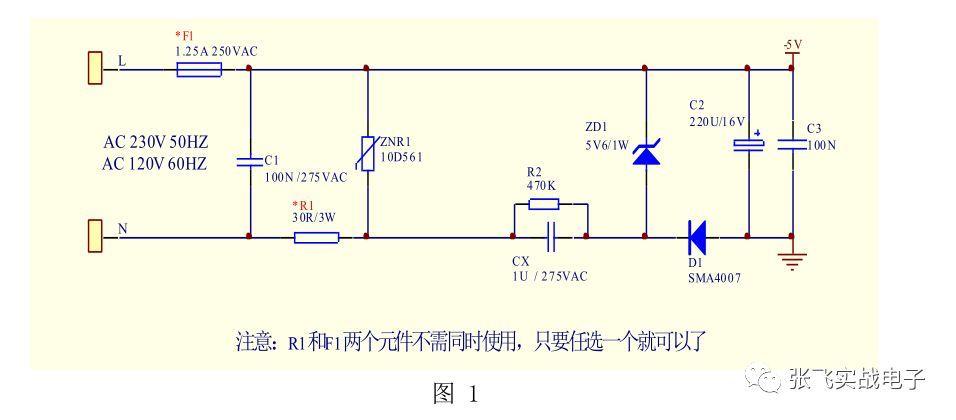 *F1
1.25A 250VAC
L
-5V
AC 230V 50HZ
AC 120V 60HZ
C1
100N /275VAC
ZNR1
10D561
*R1
30R/3W
N
R2
470K
CX
1U / 275VAC
ZD1
5V6/1W
D1
SMA4007
C2
220U/16V
+
C3
100N
注意：R1和F1两个元件不需同时使用，只要任选一个就可以了
张飞实战电子
图 1